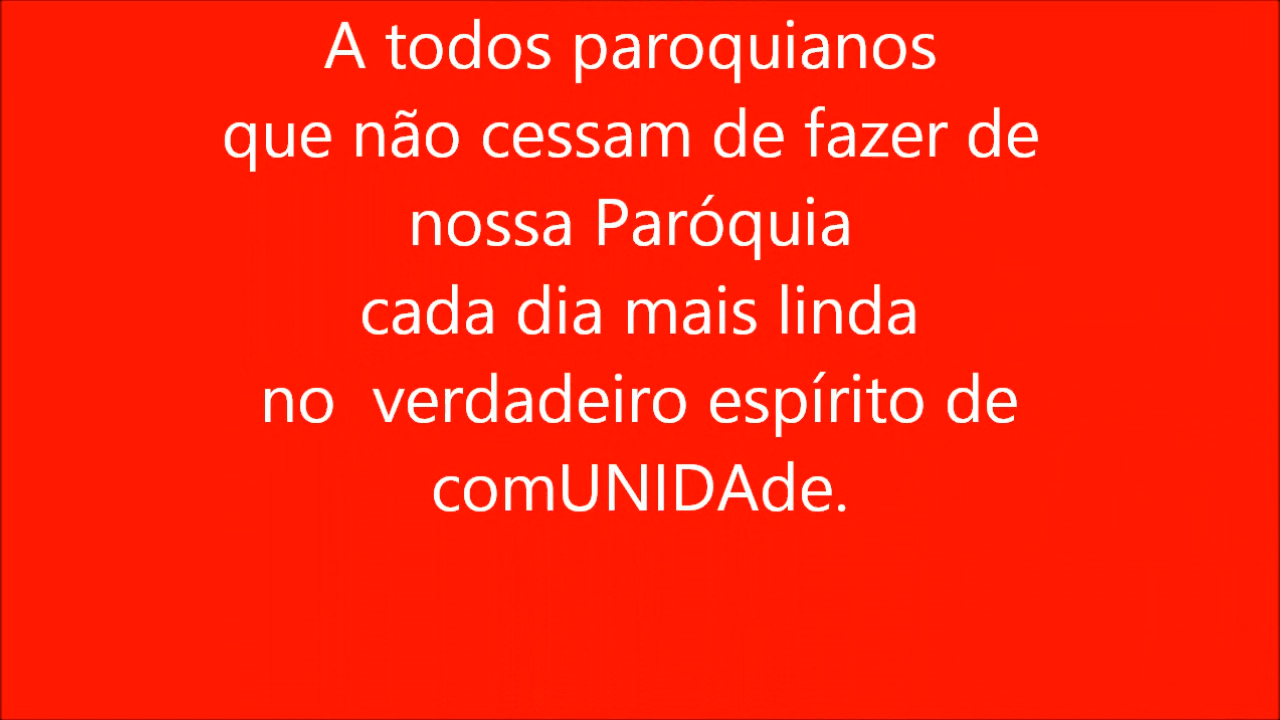 A todos paroquianos
que não cessam de fazer de
nossa Paróquia
cada dia mais linda
no  verdadeiro espírito de
comUNIDAde.